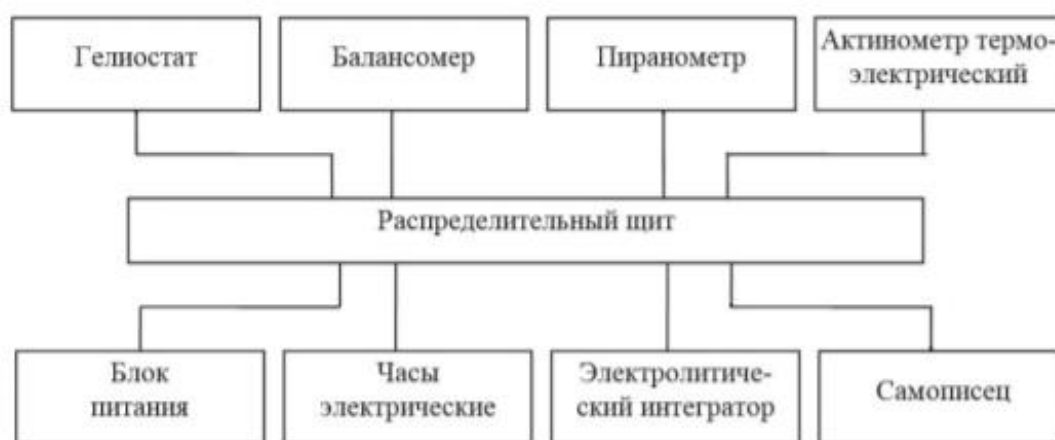 Гелиостат
Балансомер
Пиранометр
Актинометр термо-
электрический
Распределительный щит
Блок
питания
Часы
электрические
Электролитиче-
ский интегратор
Самописец